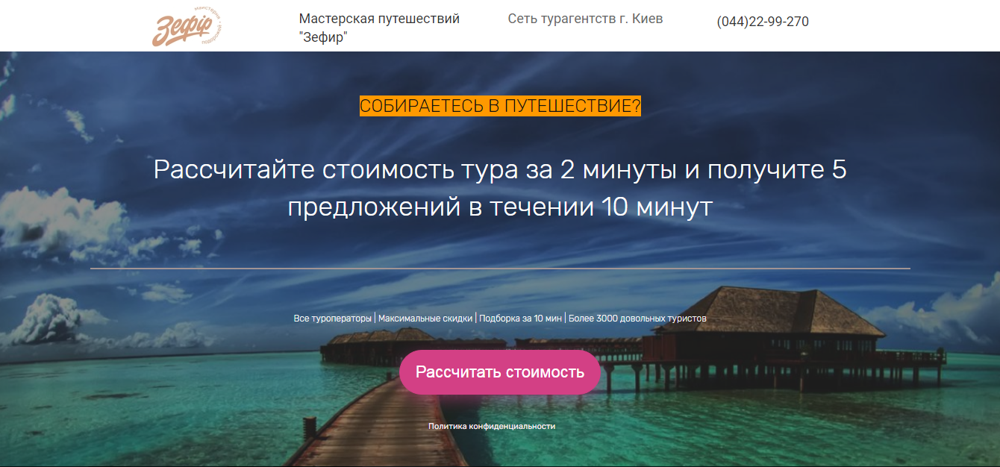 Зефір
майстерня
подорожей
Мастерская путешествий
"Зефир"
Сеть турагентств г. Киев
(044)22-99-270
СОБИРАЕТЕСЬ В ПУТЕШЕСТВИЕ?
Рассчитайте стоимость тура за 2 минуты и получите 5
предложений в течении 10 минут
Все туроператоры | Максимальные скидки | Подборка за 10 мин | Более 3000 довольных туристов
Рассчитать стоимость
Политика конфиденциальности